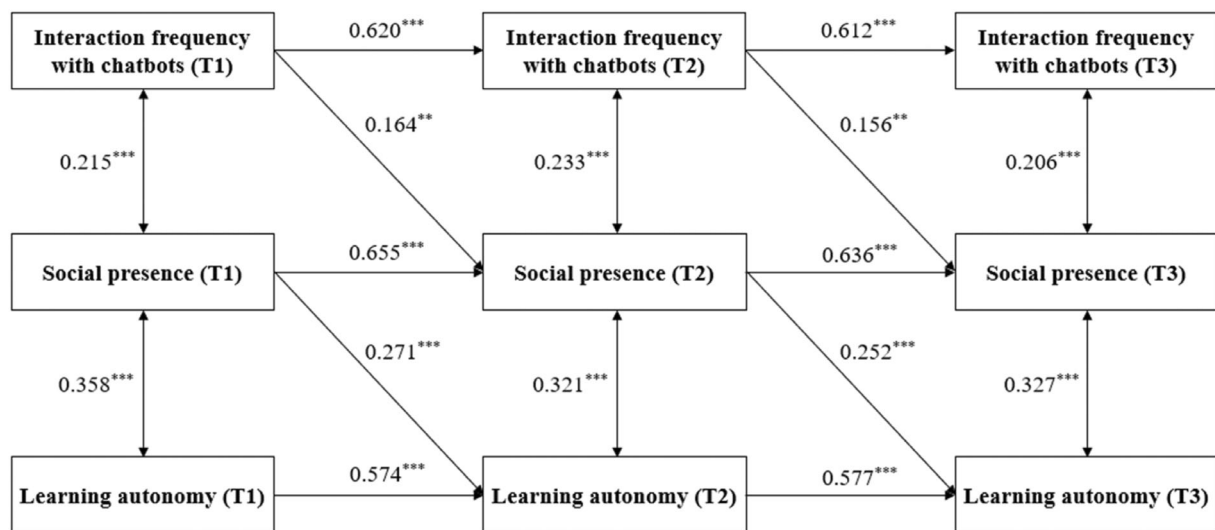 Interaction frequency
with chatbots (T1)
0.620***
Interaction frequency
with chatbots (T2)
0.612***
Interaction frequency
with chatbots (T3)
0.164**
0.156**
0.215***
0.233***
0.206***
Social presence (T1)
0.655***
Social presence (T2)
0.636***
Social presence (T3)
0.271***
0.252***
0.358***
0.321***
0.327***
Learning autonomy (T1)
0.574***
Learning autonomy (T2)
0.577***
Learning autonomy (T3)